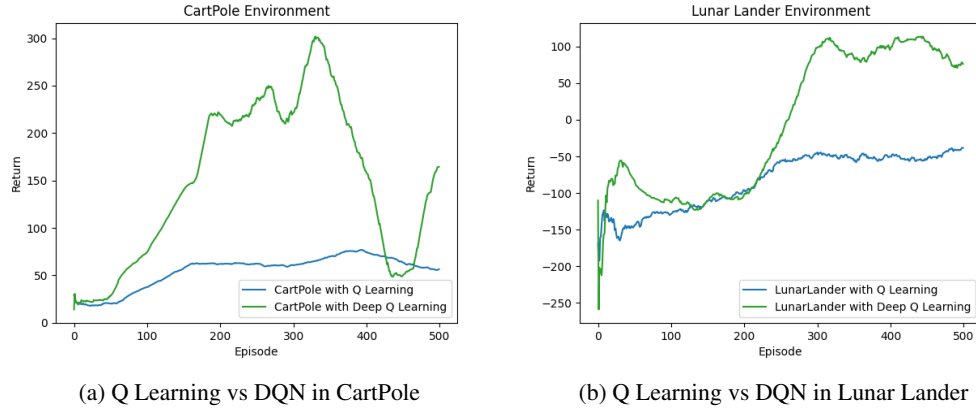 CartPole Environment
300
250
200
150
100
50
0
Return
0
100
200
300
400
500
Episode
CartPole with Q Learning
CartPole with Deep Q Learning
(a) Q Learning vs DQN in CartPole
Lunar Lander Environment
100
50
0
−50
−100
−150
−200
−250
Return
0
100
200
300
400
500
Episode
LunarLander with Q Learning
LunarLander with Deep Q Learning
(b) Q Learning vs DQN in Lunar Lander